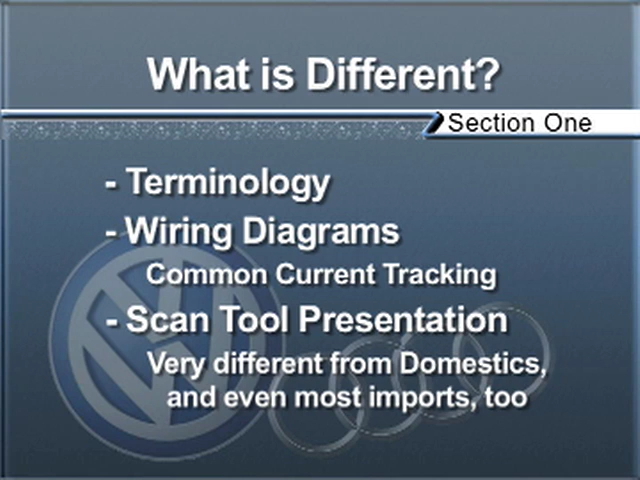 What is Different?
Section One
- Terminology
- Wiring Diagrams
Common Current Tracking
- Scan Tool Presentation
Very different from Domestics,
and even most imports, too